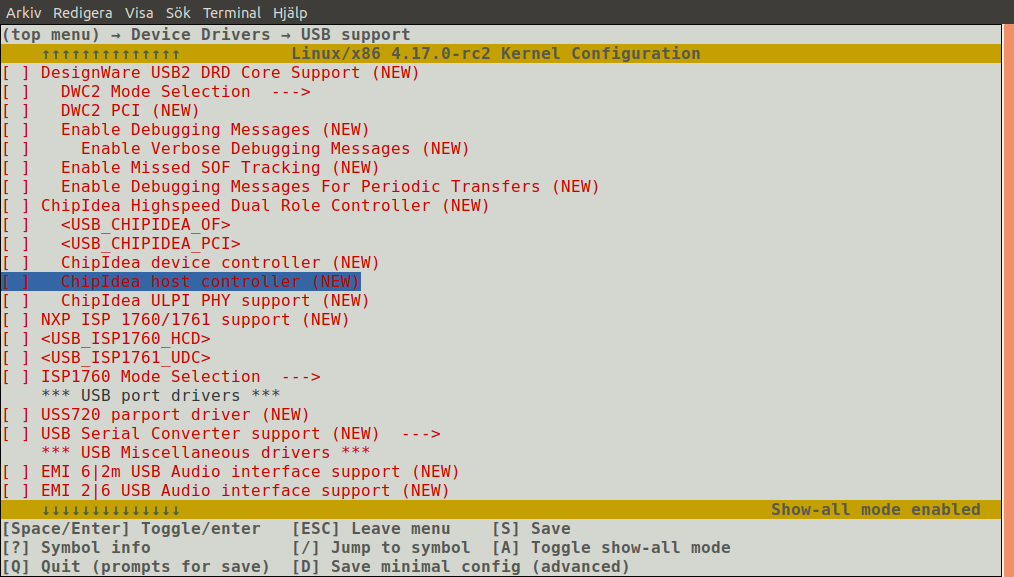 Arkiv Redigera Visa Sök Terminal Hjälp
(top menu) → Device Drivers → USB support
↑↑↑↑↑↑↑↑↑↑↑↑↑↑ Linux/x86 4.17.0-rc2 Kernel Configuration
[ ] DesignWare USB2 DRD Core Support (NEW)
[ ]   DWC2 Mode Selection  --->
[ ]   DWC2 PCI (NEW)
[ ]   Enable Debugging Messages (NEW)
[ ]     Enable Verbose Debugging Messages (NEW)
[ ]   Enable Missed SOF Tracking (NEW)
[ ]   Enable Debugging Messages For Periodic Transfers (NEW)
[ ] ChipIdea Highspeed Dual Role Controller (NEW)
[ ]   <USB_CHIPIDEA_OF>
[ ]   <USB_CHIPIDEA_PCI>
[ ]   ChipIdea device controller (NEW)
[ ]   ChipIdea host controller (NEW)
[ ]   ChipIdea ULPI PHY support (NEW)
[ ] NXP ISP 1760/1761 support (NEW)
[ ] <USB_ISP1760_HCD>
[ ] <USB_ISP1761_UDC>
[ ] ISP1760 Mode Selection  --->
    *** USB port drivers ***
[ ] USS720 parport driver (NEW)
[ ] USB Serial Converter support (NEW)  --->
    *** USB Miscellaneous drivers ***
[ ] EMI 6|2m USB Audio interface support (NEW)
[ ] EMI 2|6 USB Audio interface support (NEW)
↓↓↓↓↓↓↓↓↓↓↓↓↓↓ Show-all mode enabled
[Space/Enter] Toggle/enter   [ESC] Leave menu    [S] Save
[?] Symbol info              [/] Jump to symbol  [A] Toggle show-all mode
[Q] Quit (prompts for save)  [D] Save minimal config (advanced)